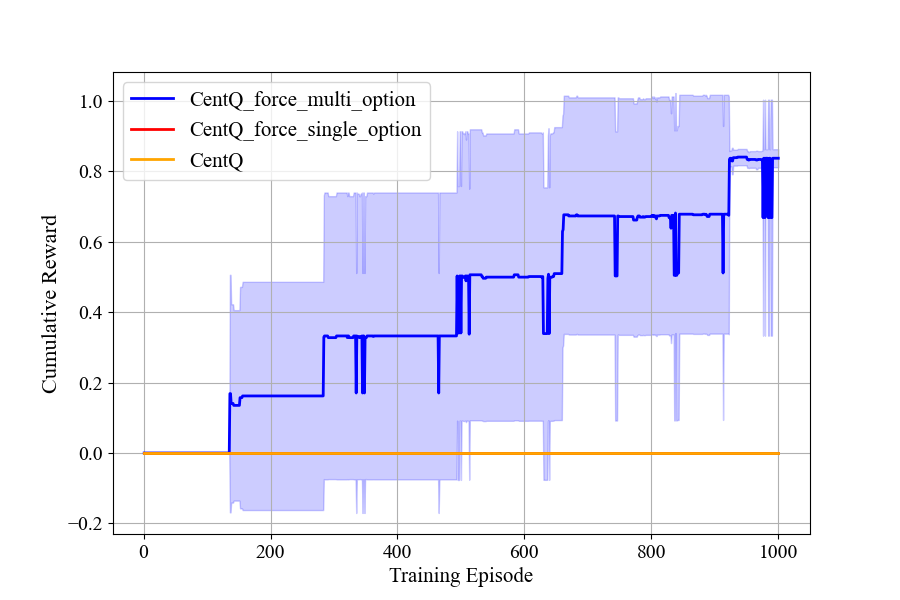 CentQ_force_multi_option
CentQ_force_single_option
CentQ
Cumulative Reward
1.0
0.8
0.6
0.4
0.2
0.0
−0.2
0 200 400 600 800 1000
Training Episode